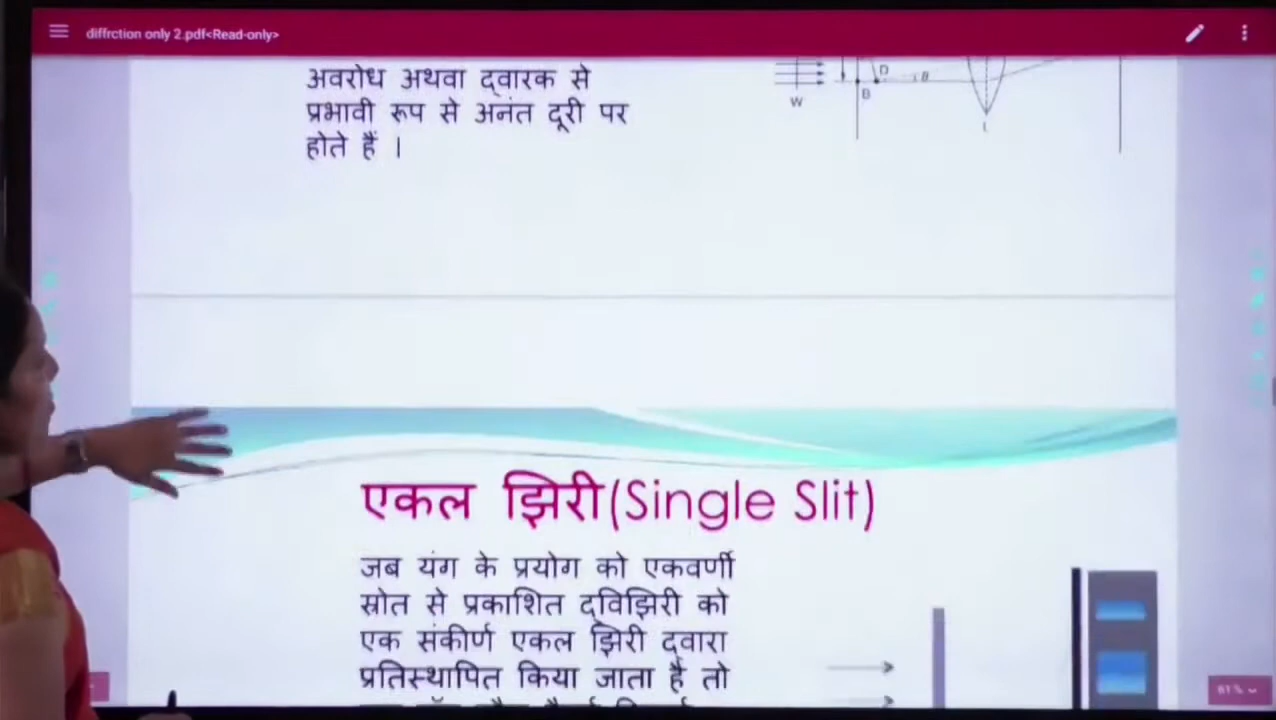 diffrction only 2.pdf<Read-only>
अवरोध अथवा द्वारक से
प्रभावी रूप से अनंत दूरी पर
होते हैं ।
W
B
D
θ
L
एकल झिरी(Single Slit)
जब यंग के प्रयोग को एकवर्णी
स्रोत से प्रकाशित द्विझिरी को
एक संकीर्ण एकल झिरी द्वारा
प्रतिस्थापित किया जाता है तो
61%